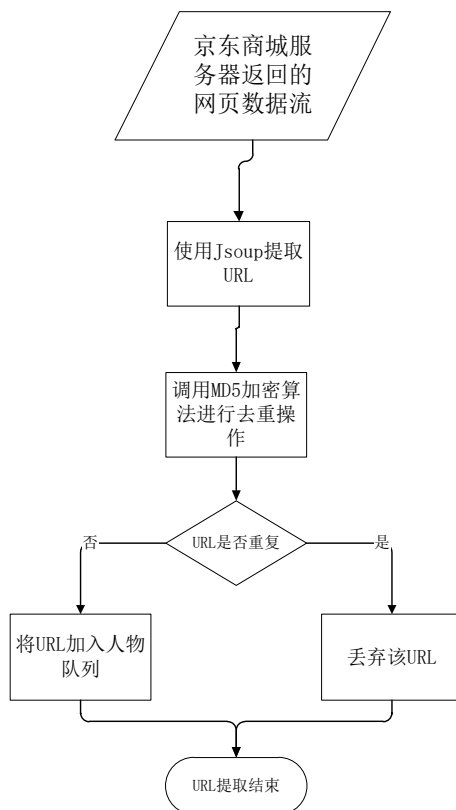 京东商城服
务器返回的
网页数据流
使用Jsoup提取
URL
调用MD5加密算
法进行去重操
作
URL是否重复
否
是
将URL加入人物
队列
丢弃该URL
URL提取结束